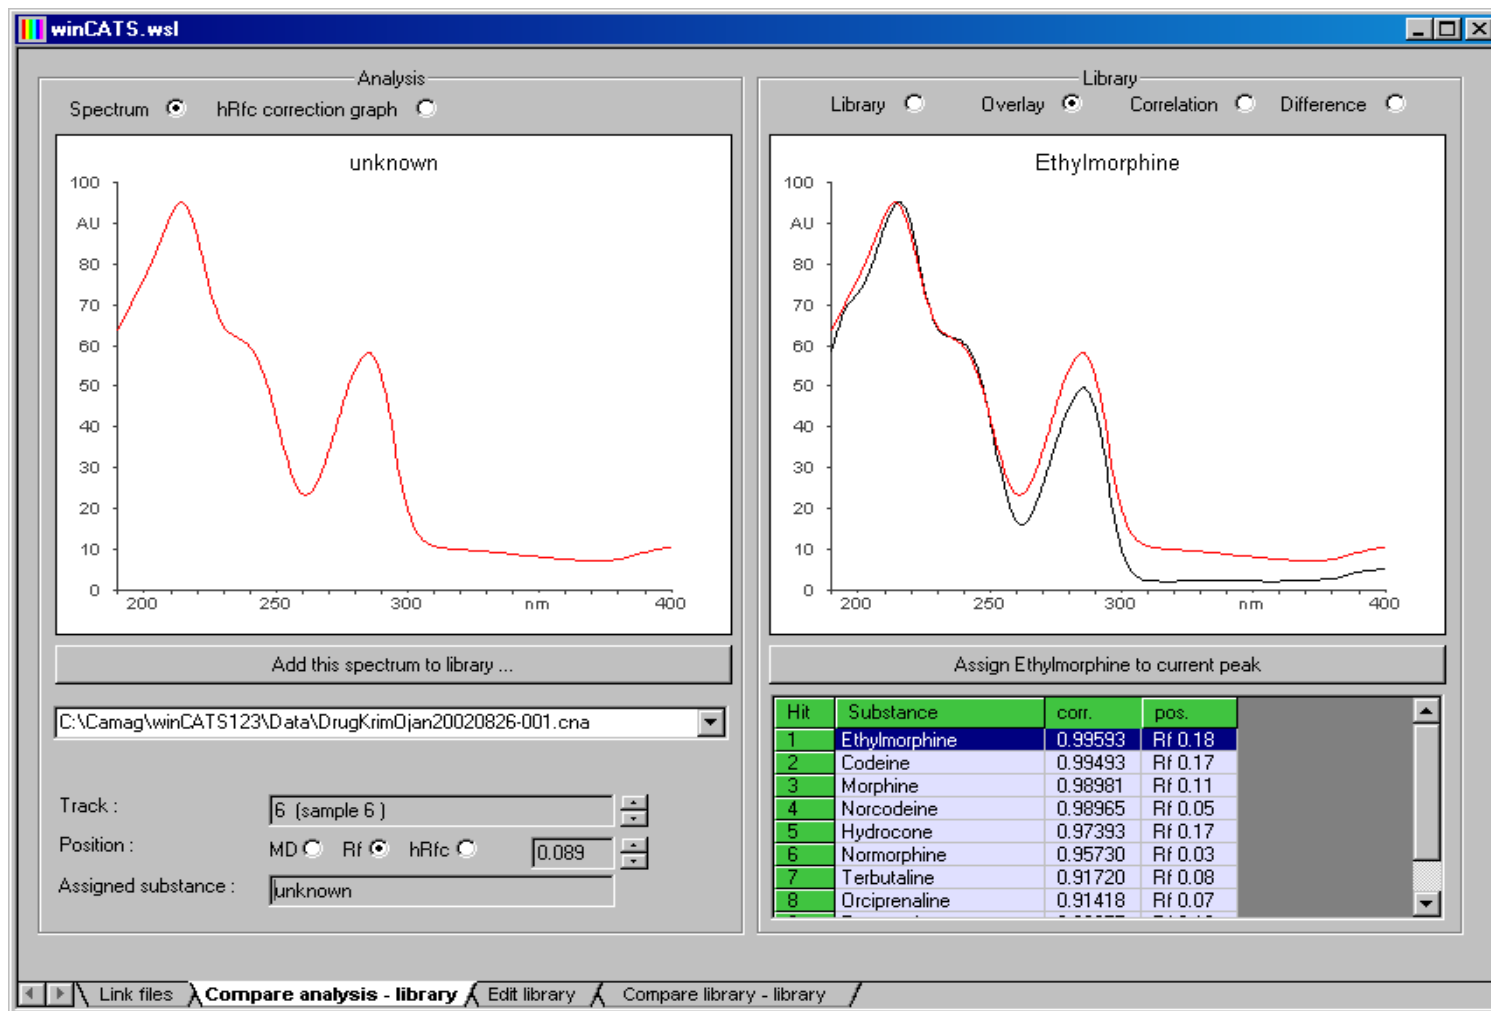 winCATS.wsl
Analysis
Spectrum hRfc correction graph
unknown
100
AU
80
70
60
50
40
30
20
10
0
200 250 300 nm 400
Add this spectrum to library ...
C:\Camag\winCATS123\Data\DrugKrimOjan20020826-001.cna
Track :
6 (sample 6 )
Position :
MD Rf hRfc 0.089
Assigned substance :
unknown
Library
Library Overlay Correlation Difference
Ethylmorphine
100
AU
80
70
60
50
40
30
20
10
0
200 250 300 nm 400
Assign Ethylmorphine to current peak
Hit Substance corr. pos.
1 Ethylmorphine 0.99593 Rf 0.18
2 Codeine 0.99493 Rf 0.17
3 Morphine 0.98981 Rf 0.11
4 Norcodeine 0.98965 Rf 0.05
5 Hydrocone 0.97393 Rf 0.17
6 Normorphine 0.95730 Rf 0.03
7 Terbutaline 0.91720 Rf 0.08
8 Orciprenaline 0.91418 Rf 0.07
Link files Compare analysis - library Edit library Compare library - library